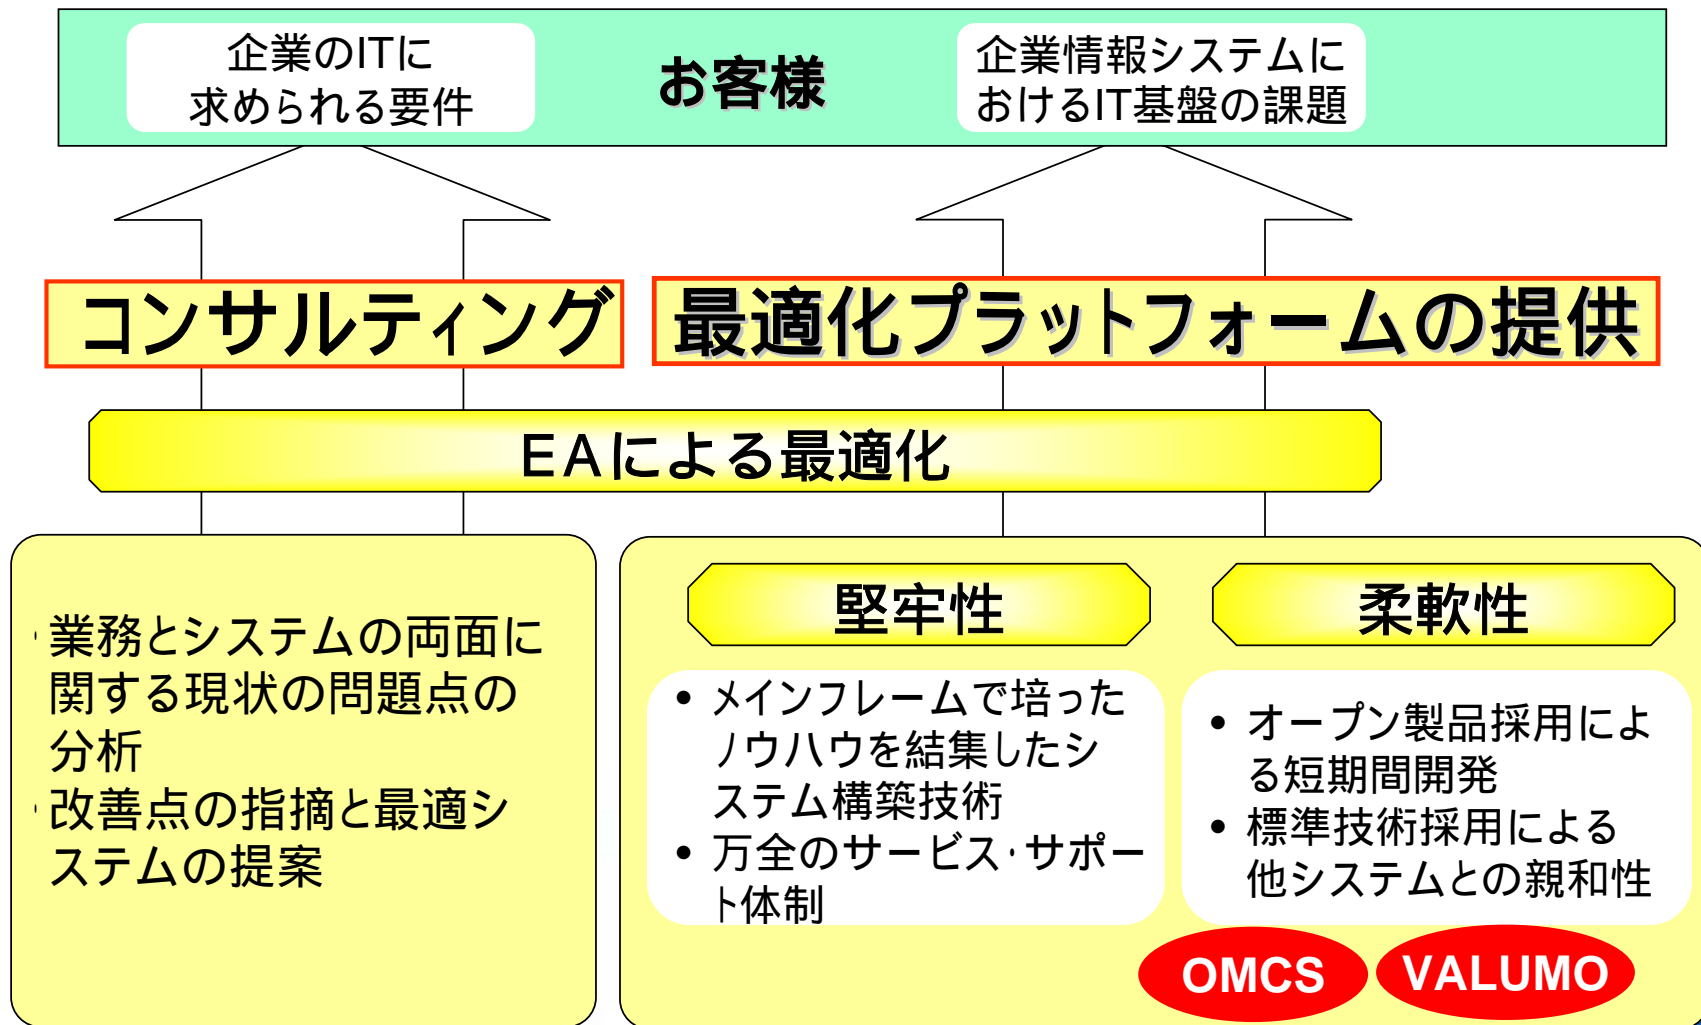 企業のITに
求められる要件
お客様
企業情報システムに
おけるIT基盤の課題
コンサルティング
最適化プラットフォームの提供
EAによる最適化
・業務とシステムの両面に
関する現状の問題点の
分析
・改善点の指摘と最適シ
ステムの提案
堅牢性
• メインフレームで培った
ノウハウを結集したシ
ステム構築技術
• 万全のサービス・サポー
ト体制
柔軟性
• オープン製品採用によ
る短期間開発
• 標準技術採用による
他システムとの親和性
OMCS
VALUMO